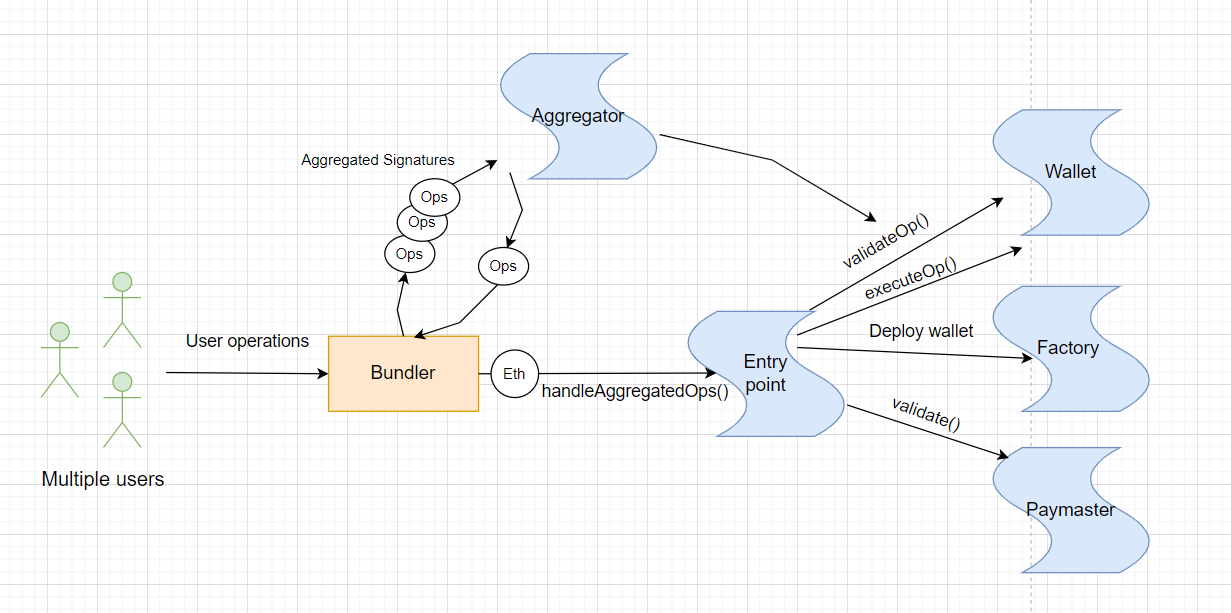 Aggregator
Aggregated Signatures
Wallet
Ops
Ops
Ops
Ops
validateOp()
executeOp()
User operations
Deploy wallet
Factory
Bundler
Eth
Entry
point
handleAggregatedOps()
validate()
Multiple users
Paymaster